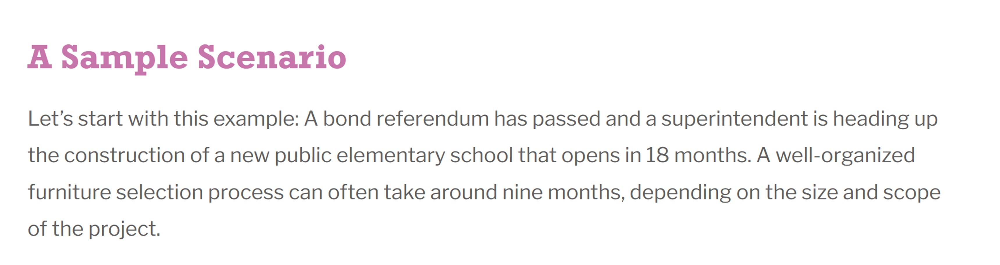 A Sample Scenario
Let’s start with this example: A bond referendum has passed and a superintendent is heading up
the construction of a new public elementary school that opens in 18 months. A well-organized
furniture selection process can often take around nine months, depending on the size and scope
of the project.